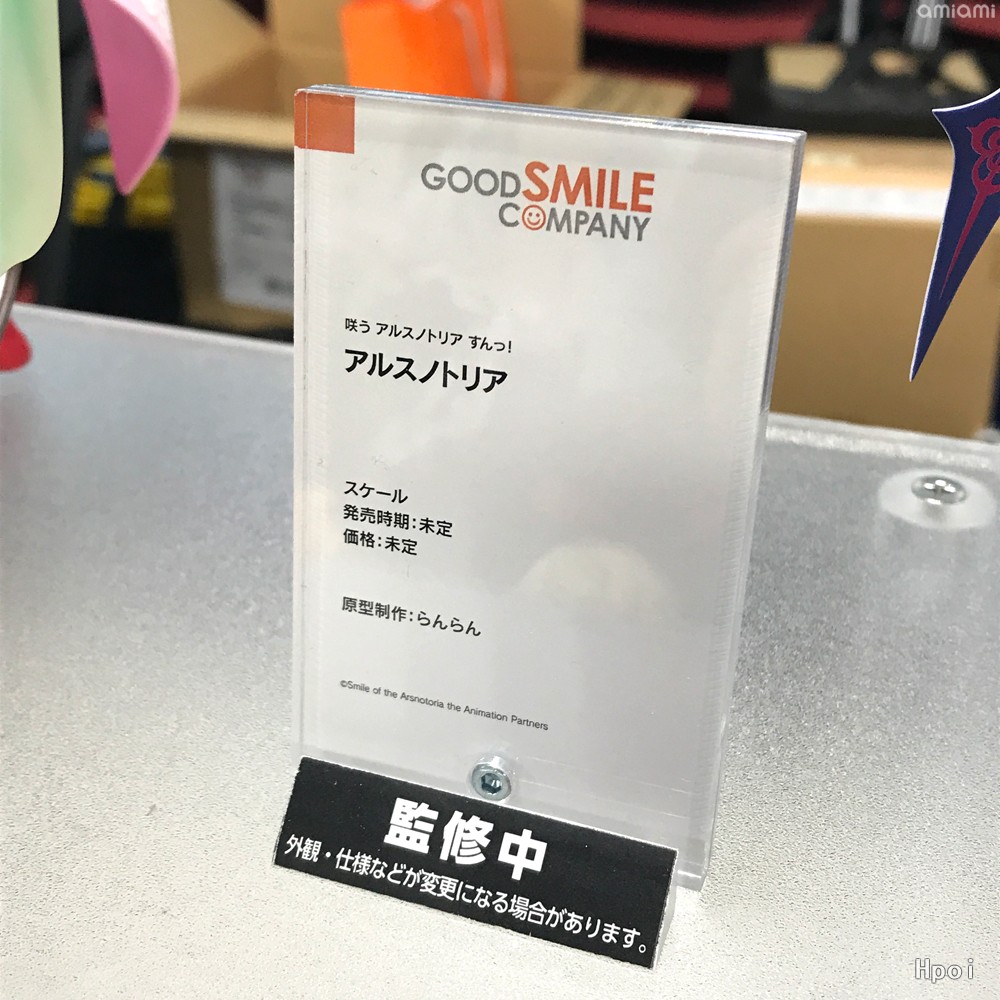 amiami
GOODSMILE
COMPANY
咲う アルスノトリア すんっ!
アルスノトリア
スケール
発売時期:未定
価格:未定
原型制作:らんらん
©Smile of the Arsnotoria the Animation Partners
監修中
外観・仕様などが変更になる場合があります。
Hpoi